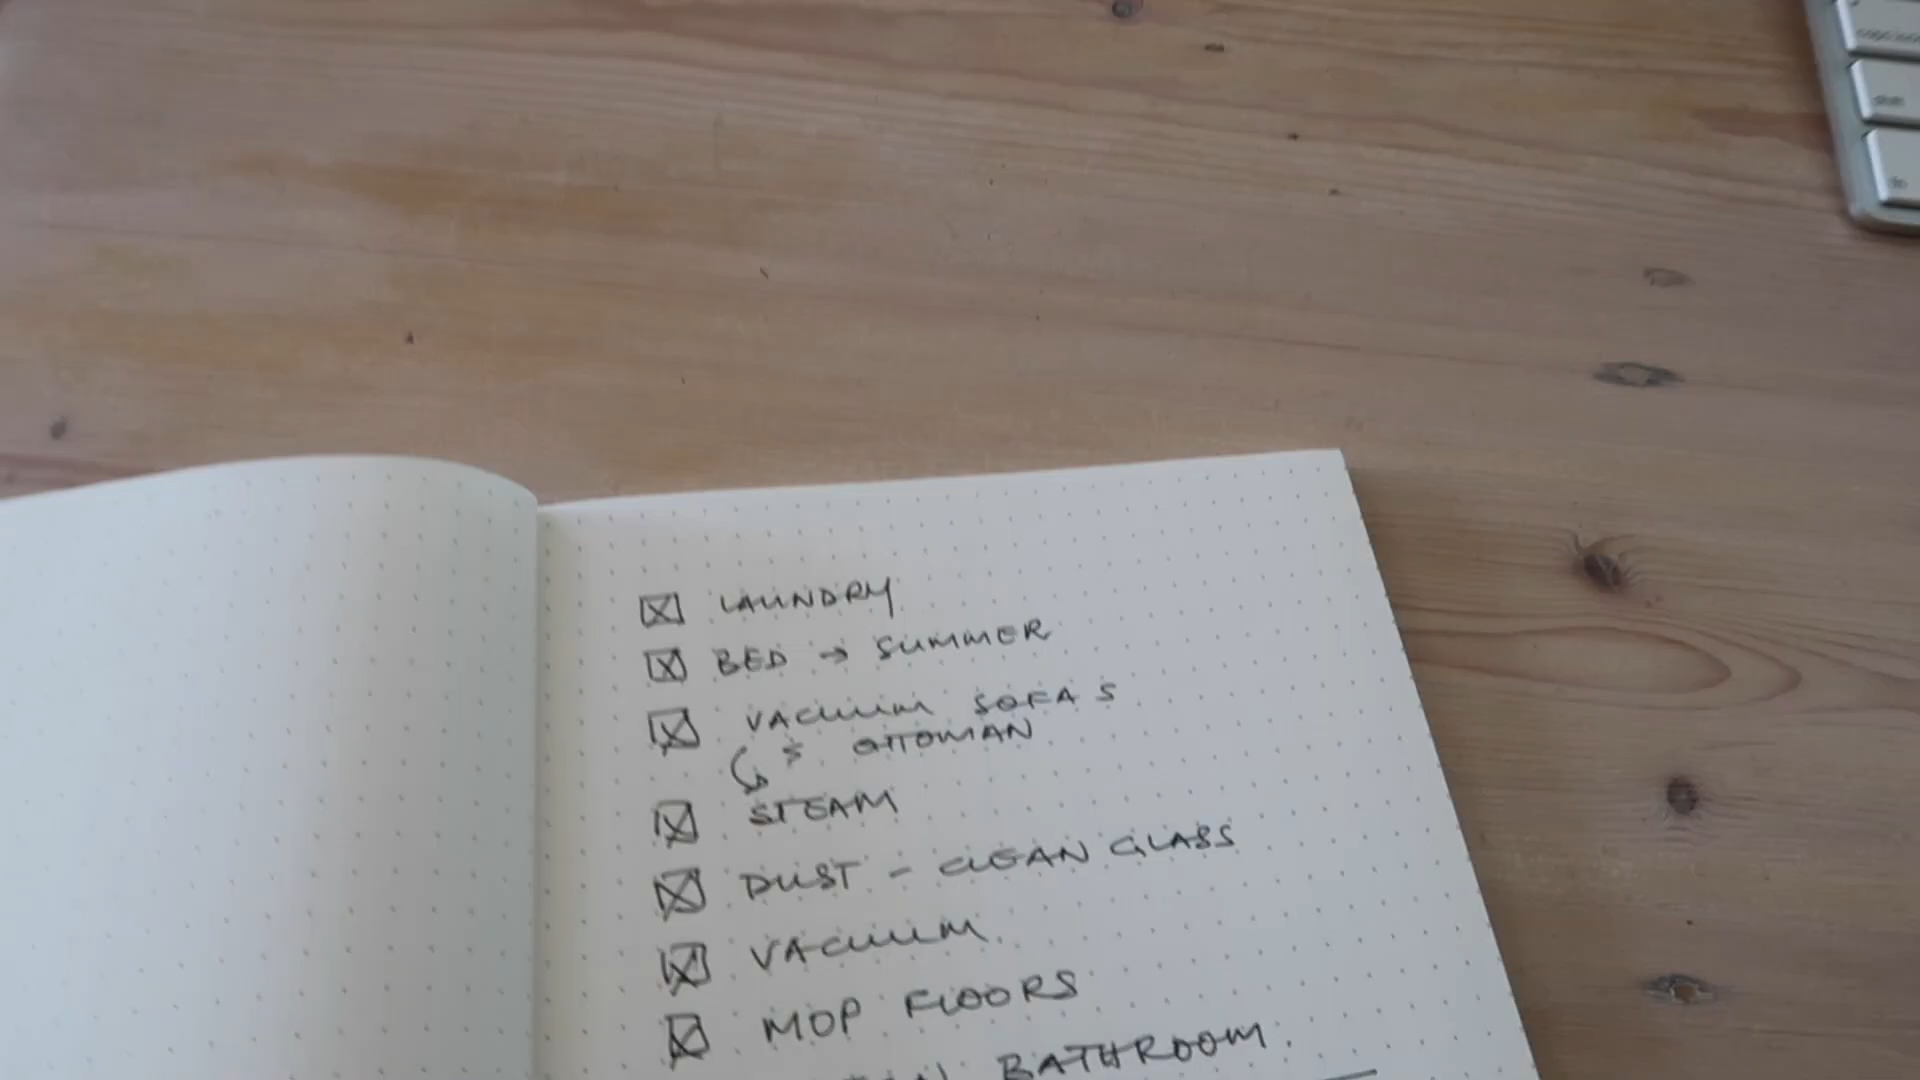 LAUNDRY
BED → SUMMER
VACUUM SOFAS
& OTTOMAN
STEAM
DUST - CLEAN GLASS
VACUUM
MOP FLOORS
BATHROOM